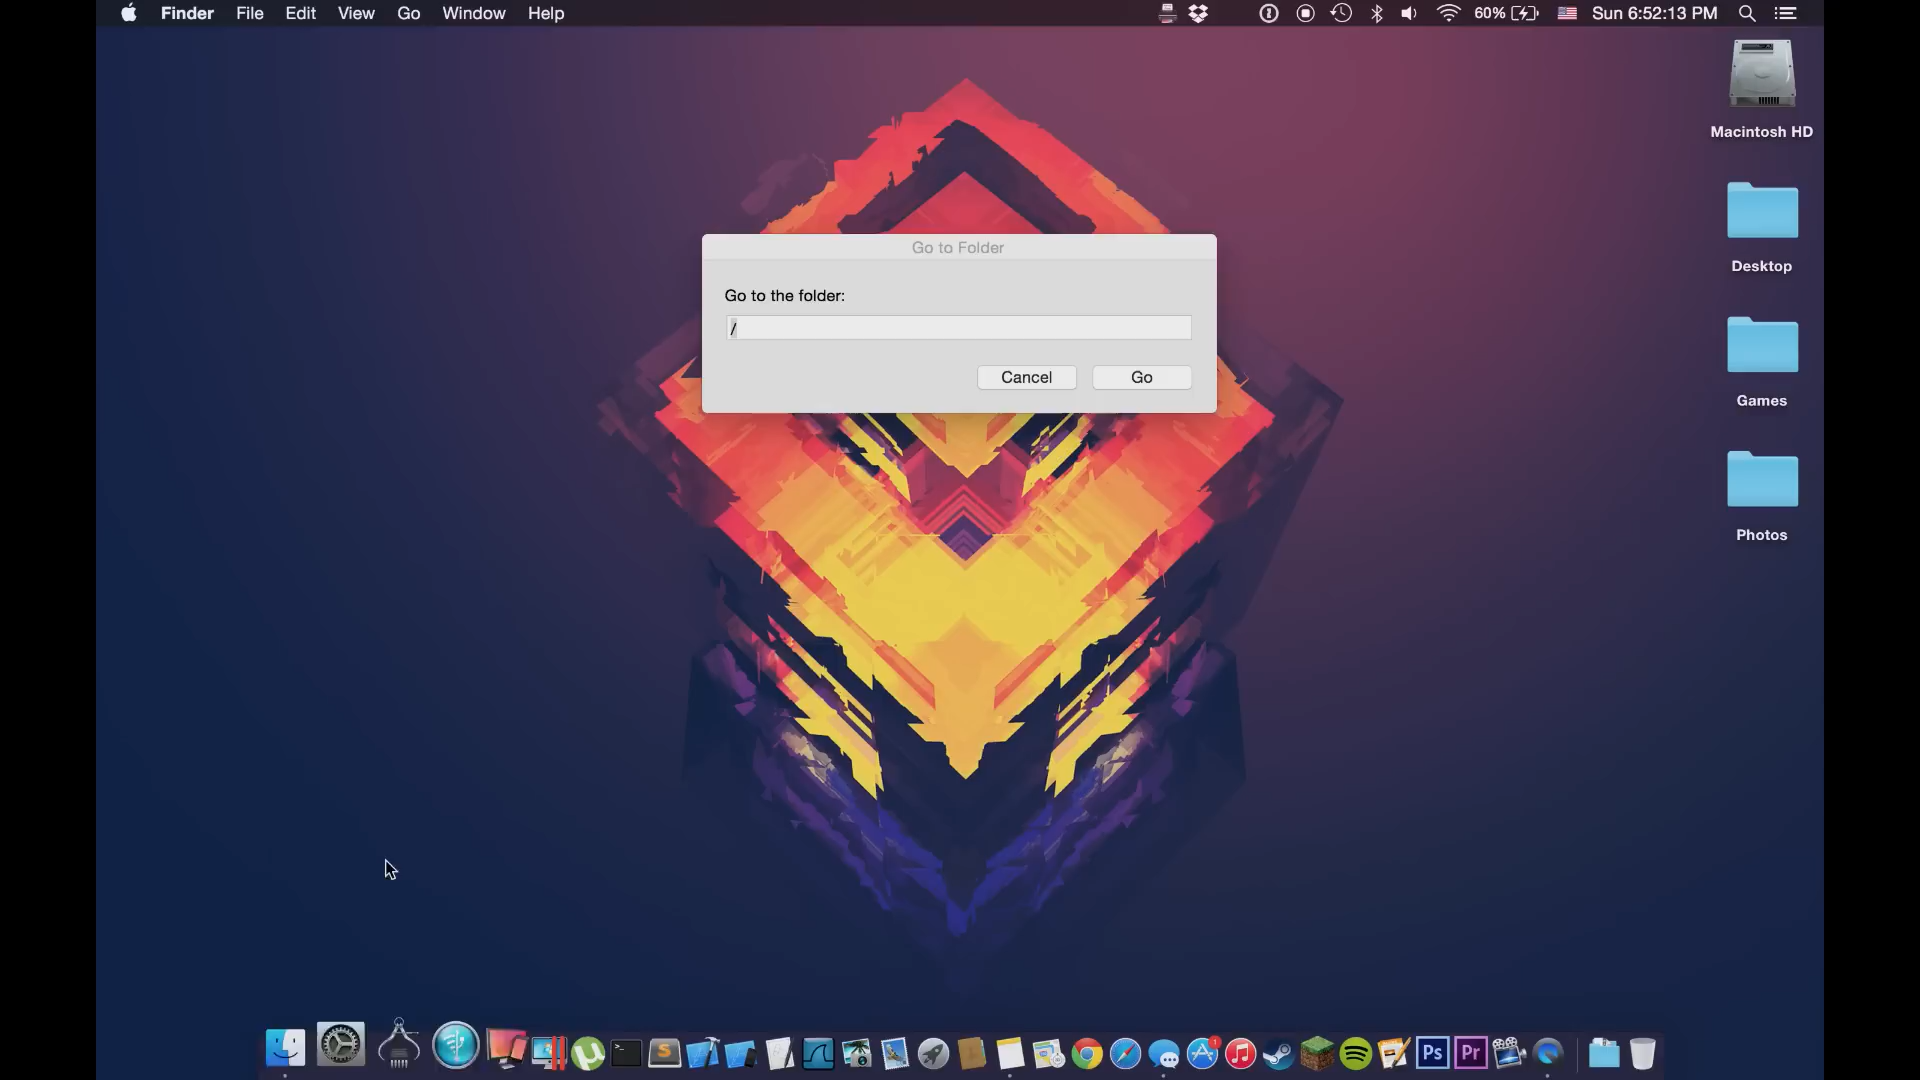 Finder File Edit View Go Window Help 60% Sun 6:52:13 PM
Macintosh HD
Desktop
Games
Photos
Go to Folder
Go to the folder:
/
Cancel Go
Ps Pr